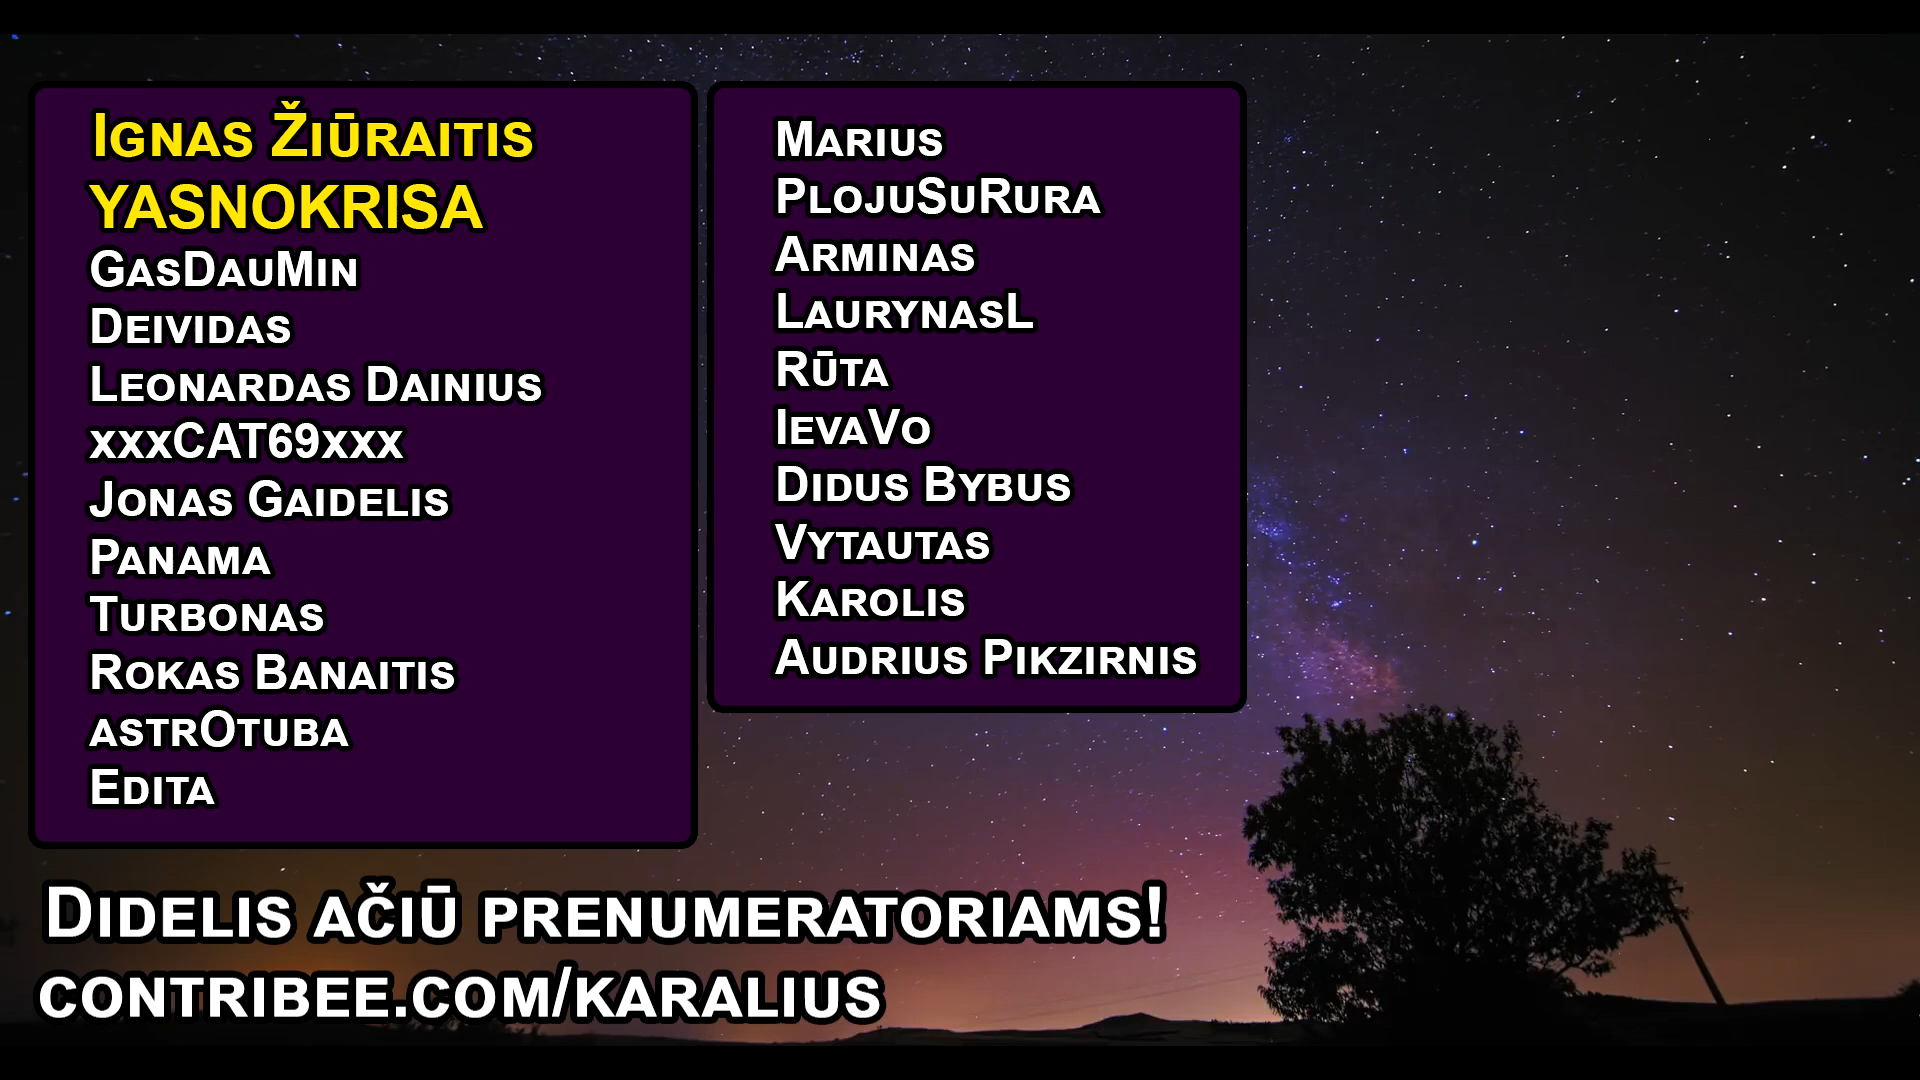 Ignas Žiūraitis
YASNOKRISA
GasDauMin
Deividas
Leonardas Dainius
xxxCAT69xxx
Jonas Gaidelis
Panama
Turbonas
Rokas Banaitis
astrOtuba
Edita
Marius
PlojuSuRura
Arminas
LaurynasL
Rūta
IevaVo
Didus Bybus
Vytautas
Karolis
Audrius Pikzirnis
Didelis ačiū prenumeratoriams!
contribee.com/karalius